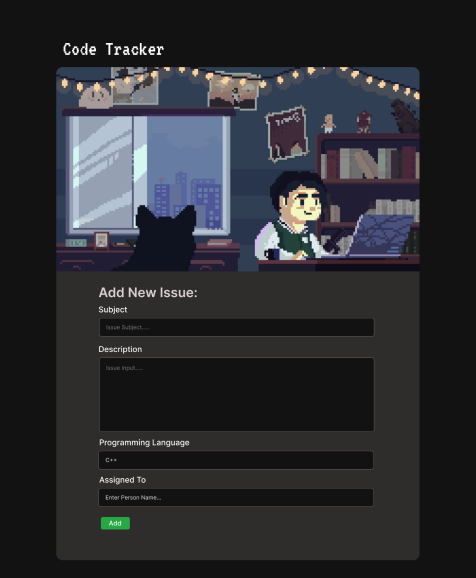 Code Tracker
Add New Issue:
Subject
Issue Subject.....
Description
Issue Input.....
Programming Language
C++
Assigned To
Enter Person Name...
Add